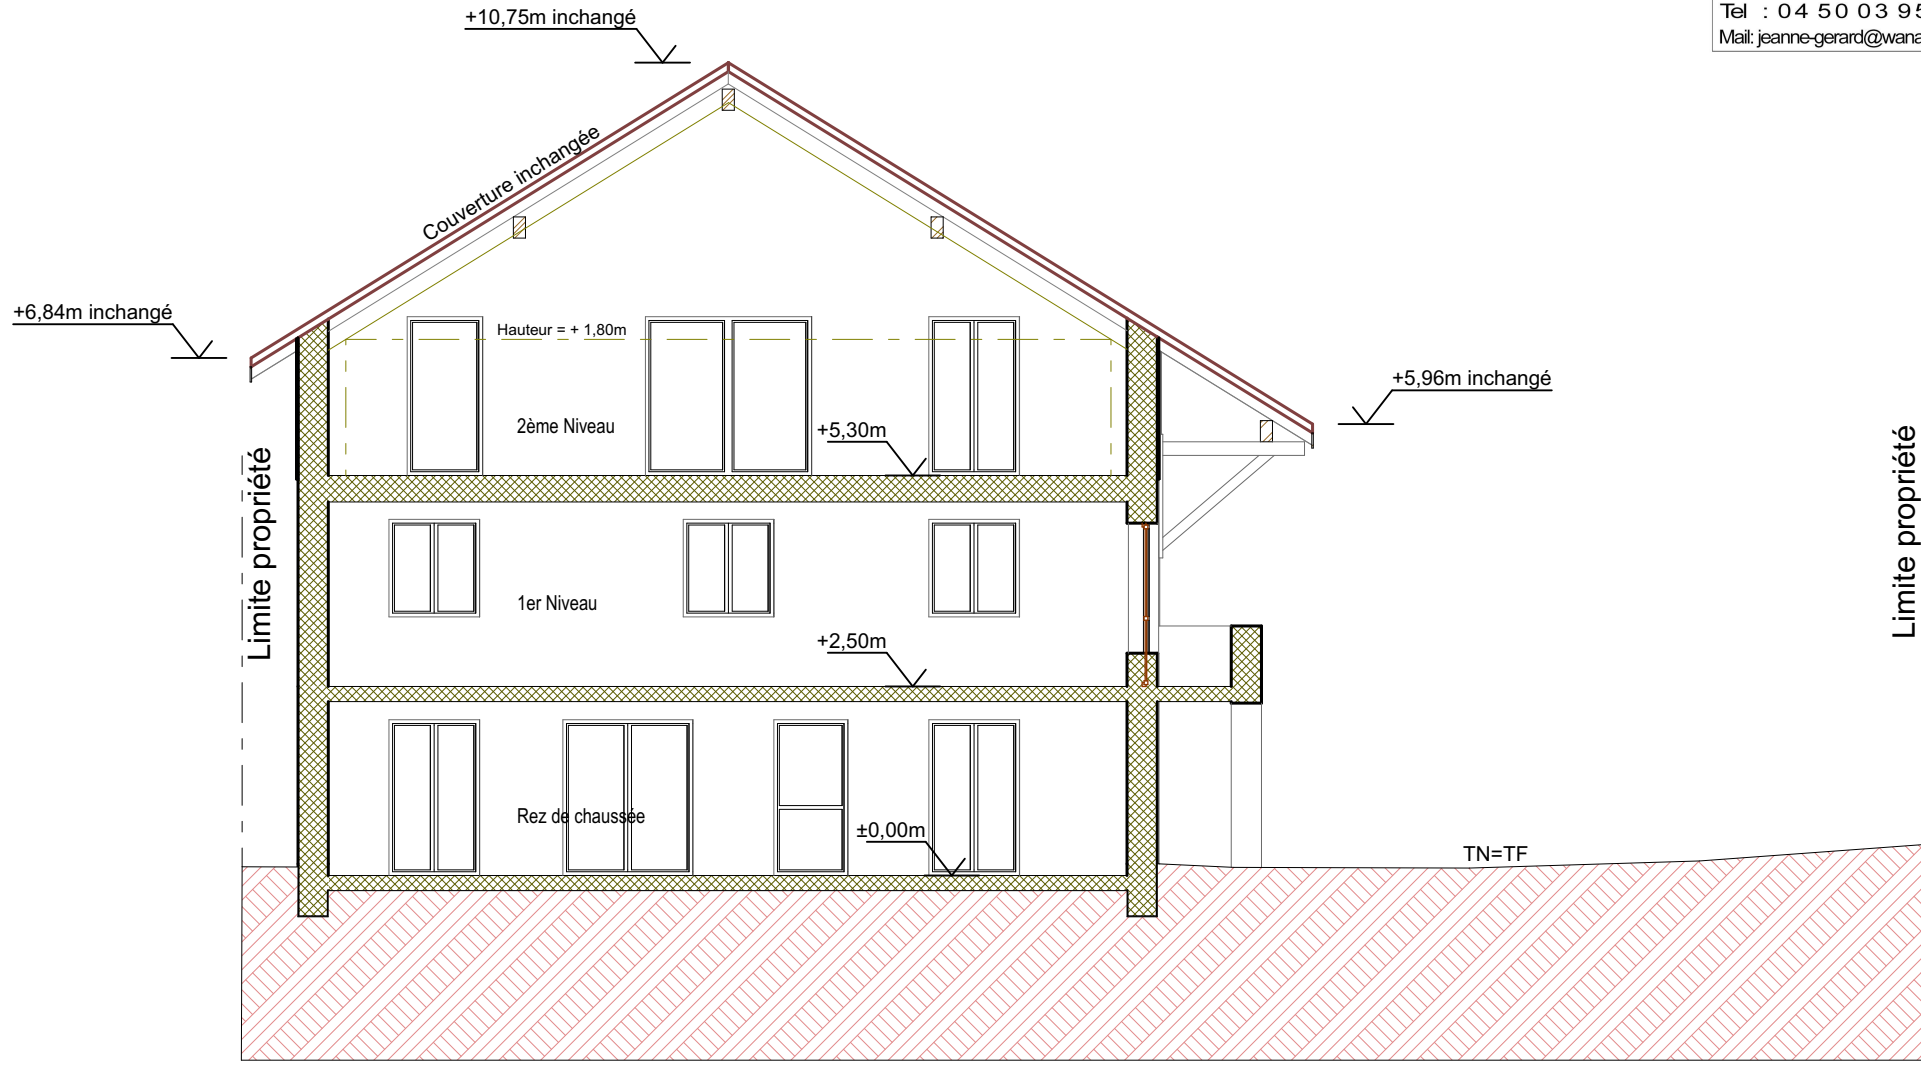 +10,75m inchangé
Tel : 04 50 03 95
Mail: jeanne-gerard@wana
Couverture inchangée
+6,84m inchangé
Hauteur = + 1,80m
+5,96m inchangé
2ème Niveau
+5,30m
Limite propriété
Limite propriété
1er Niveau
+2,50m
Rez de chaussée
±0,00m
TN=TF